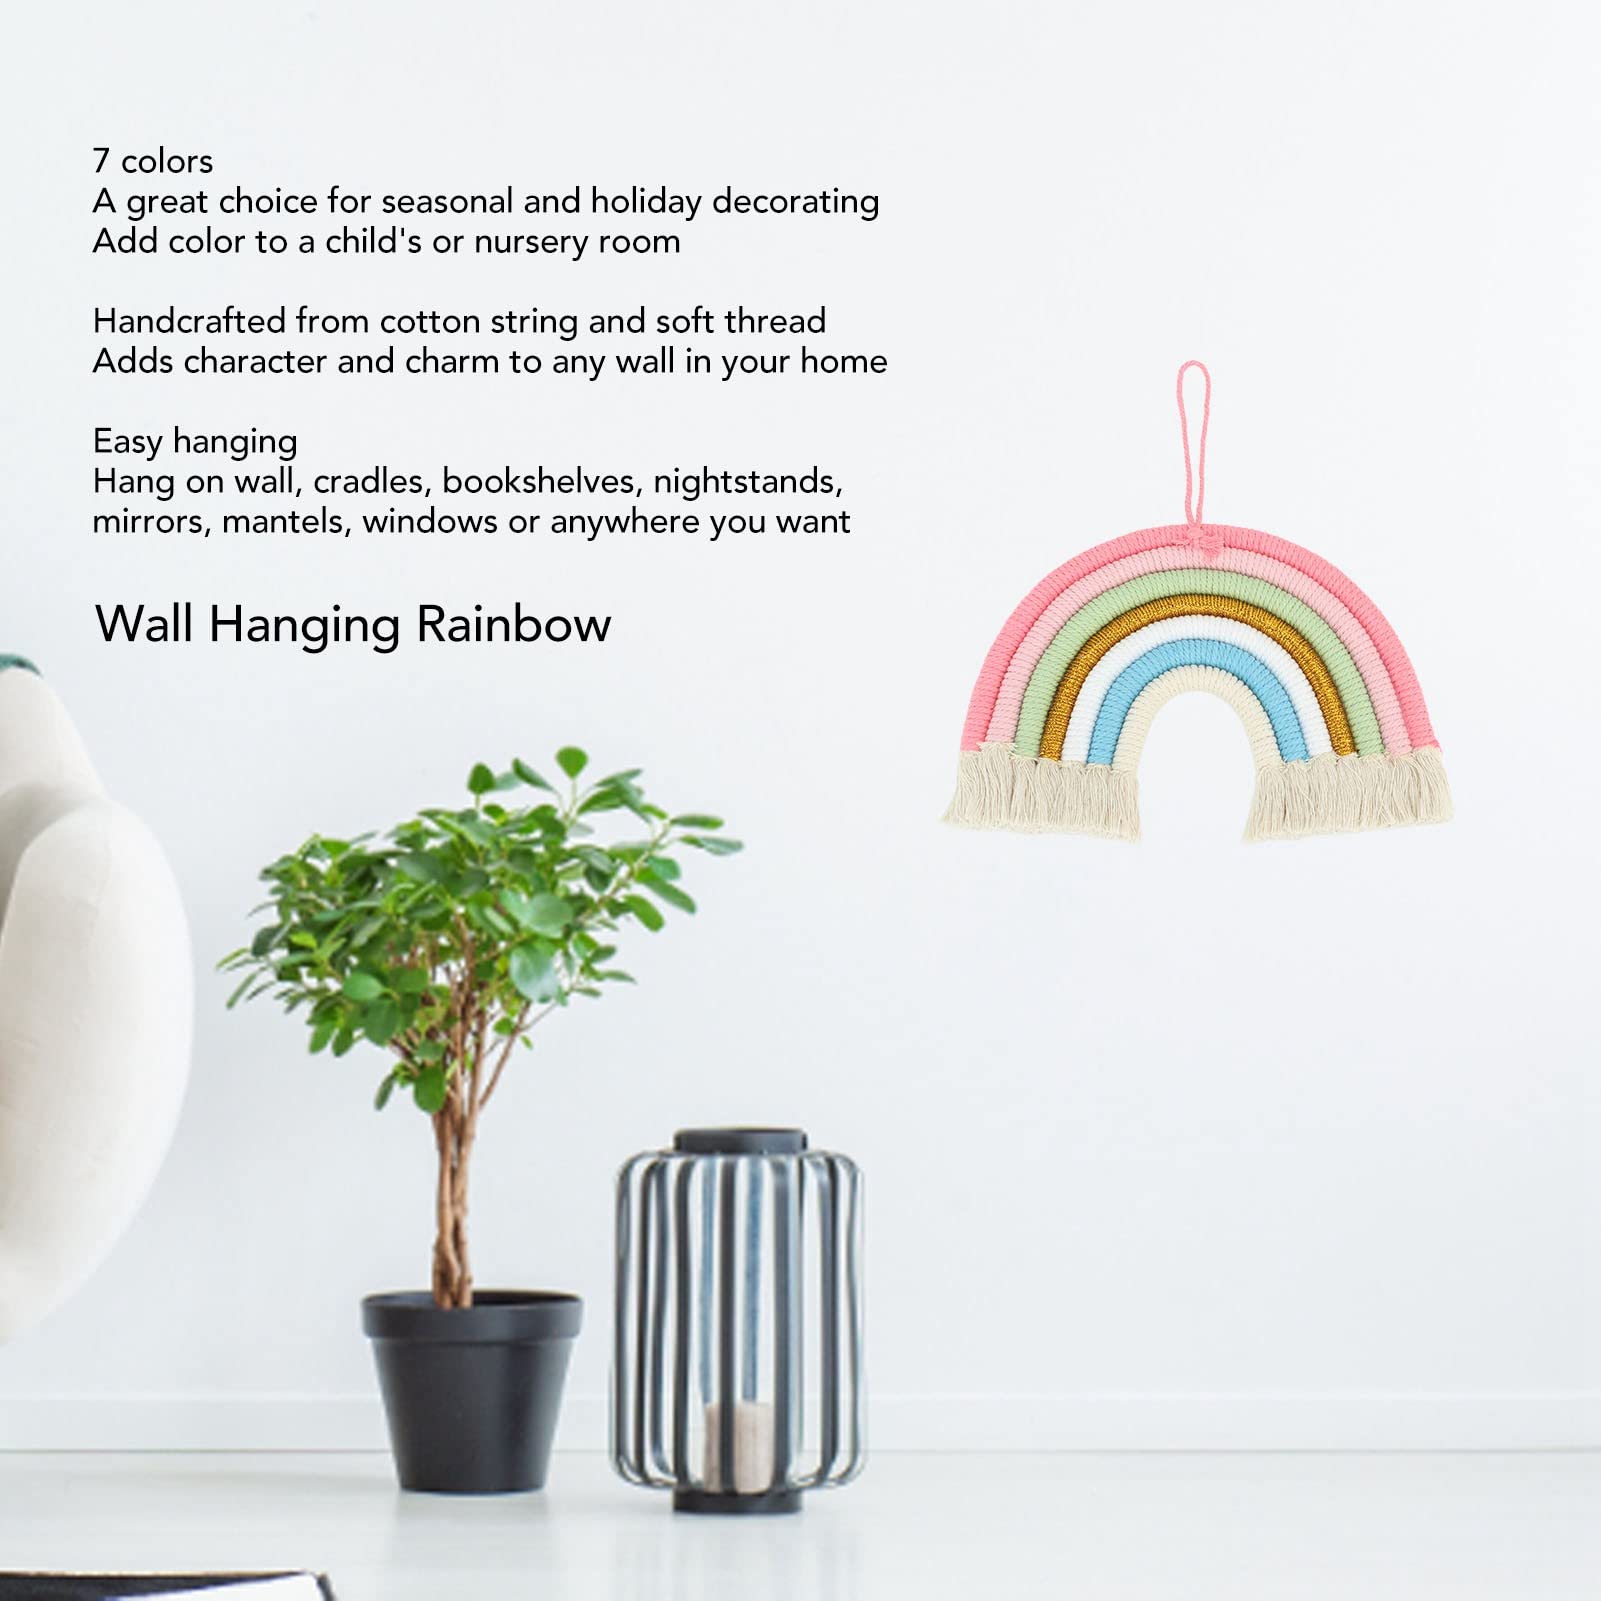 7 colors
A great choice for seasonal and holiday decorating
Add color to a child's or nursery room
Handcrafted from cotton string and soft thread
Adds character and charm to any wall in your home
Easy hanging
Hang on wall, cradles, bookshelves, nightstands,
mirrors, mantels, windows or anywhere you want
Wall Hanging Rainbow